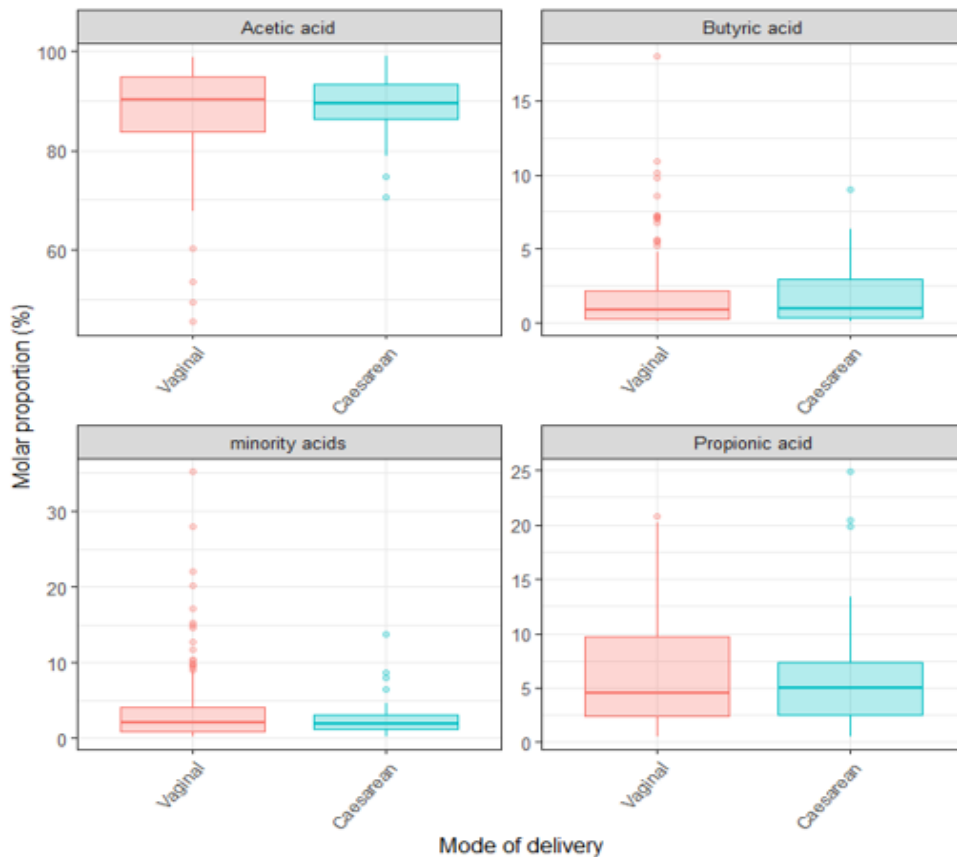 Acetic acid
Butyric acid
100
80
60
15
10
5
0
Vaginal
Caesarean
Vaginal
Caesarean
Molar proportion (%)
minority acids
Propionic acid
30
20
10
0
25
20
15
10
5
0
Vaginal
Caesarean
Vaginal
Caesarean
Mode of delivery